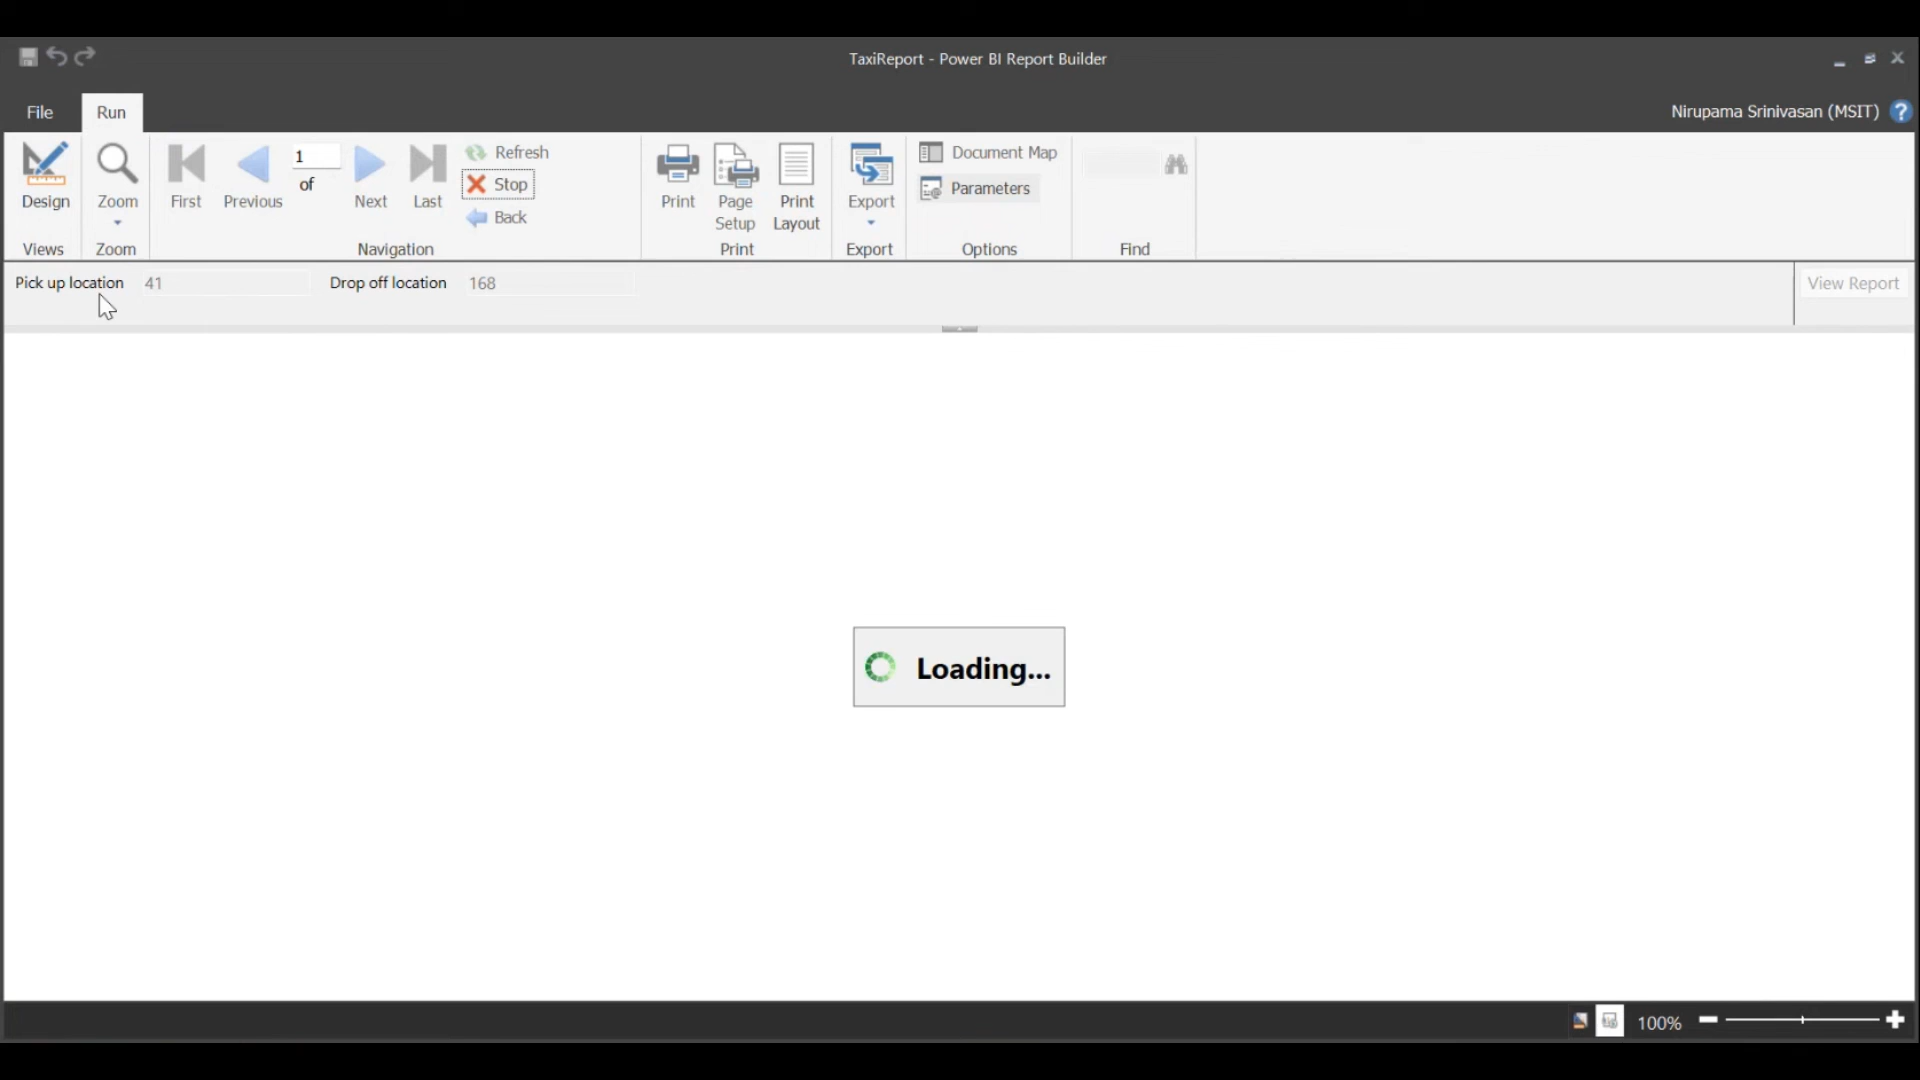 TaxiReport - Power BI Report Builder
File
Run
Nirupama Srinivasan (MSIT)
?
Design
Zoom
First
Previous
1
of
Next
Last
Refresh
Stop
Back
Print
Page
Setup
Print
Layout
Export
Document Map
Parameters
Views
Zoom
Navigation
Print
Export
Options
Find
Pick up location 41 Drop off location 168
View Report
Loading...
100%